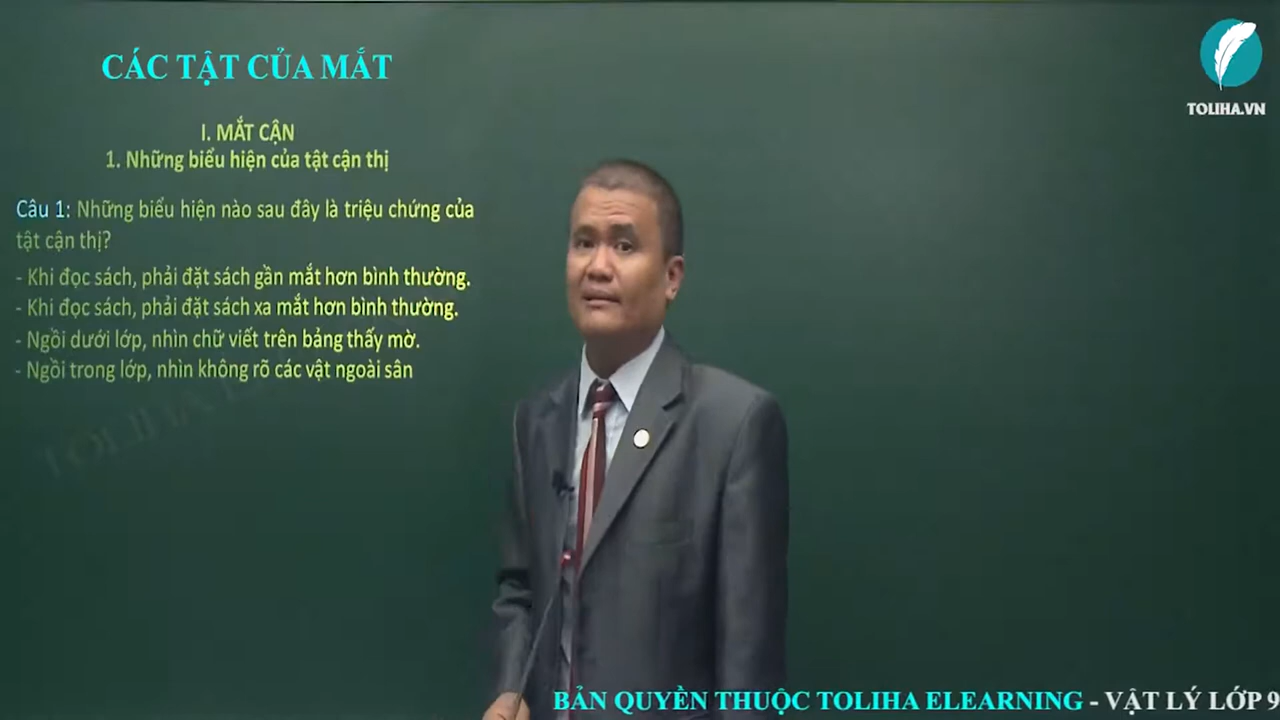 CÁC TẬT CỦA MẮT
TOLIHA.VN
I. MẮT CẬN
1. Những biểu hiện của tật cận thị
Câu 1: Những biểu hiện nào sau đây là triệu chứng của
tật cận thị?
- Khi đọc sách, phải đặt sách gần mắt hơn bình thường.
- Khi đọc sách, phải đặt sách xa mắt hơn bình thường.
- Ngồi dưới lớp, nhìn chữ viết trên bảng thấy mờ.
- Ngồi trong lớp, nhìn không rõ các vật ngoài sân
TOLIHA
BẢN QUYỀN THUỘC TOLIHA ELEARNING - VẬT LÝ LỚP 9